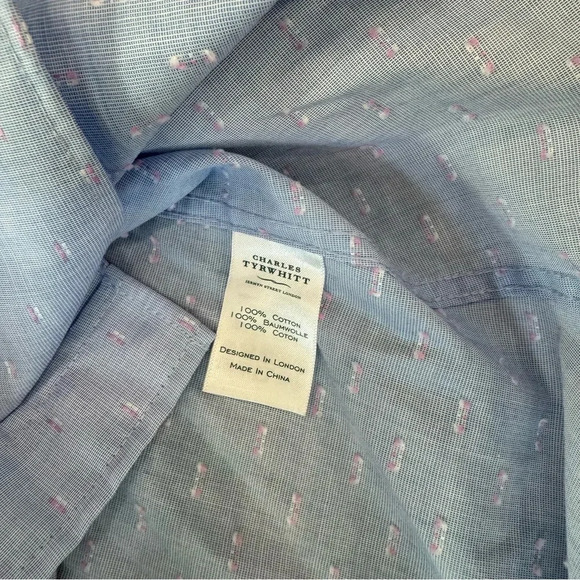 CHARLES
TYRWHITT
JERMYN STREET LONDON
100% COTTON
100% BAUMWOLLE
100% COTON
DESIGNED IN LONDON
MADE IN CHINA